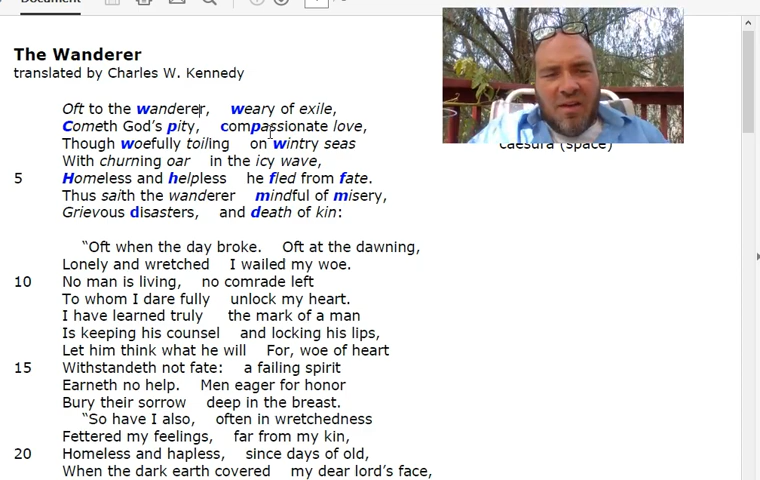 Document
The Wanderer
translated by Charles W. Kennedy
Oft to the wanderer, weary of exile,
Cometh God's pity, compassionate love,
Though woefully toiling on wintry seas
caesura (space)
With churning oar in the icy wave,
5 Homeless and helpless he fled from fate.
Thus saith the wanderer mindful of misery,
Grievous disasters, and death of kin:
"Oft when the day broke. Oft at the dawning,
Lonely and wretched I wailed my woe.
10 No man is living, no comrade left
To whom I dare fully unlock my heart.
I have learned truly the mark of a man
Is keeping his counsel and locking his lips,
Let him think what he will For, woe of heart
15 Withstandeth not fate: a failing spirit
Earneth no help. Men eager for honor
Bury their sorrow deep in the breast.
"So have I also, often in wretchedness
Fettered my feelings, far from my kin,
20 Homeless and hapless, since days of old,
When the dark earth covered my dear lord's face,